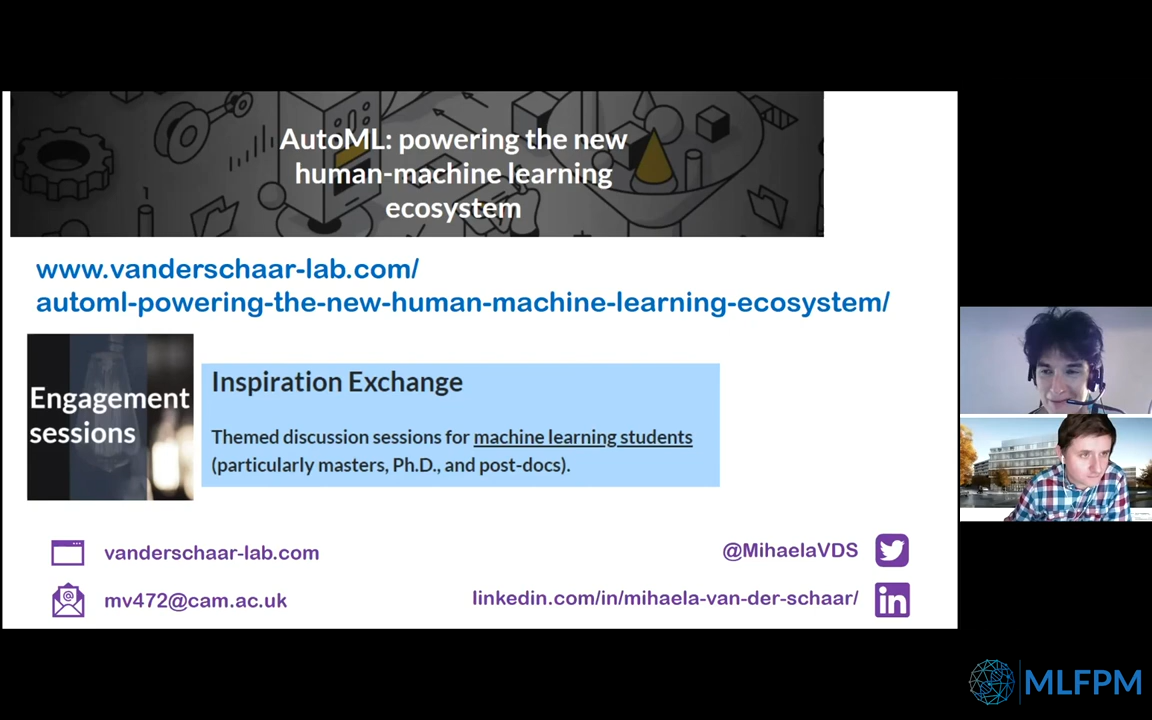 AutoML: powering the new
human-machine learning
ecosystem
www.vanderschaar-lab.com/
automl-powering-the-new-human-machine-learning-ecosystem/
Engagement
sessions
Inspiration Exchange
Themed discussion sessions for machine learning students
(particularly masters, Ph.D., and post-docs).
vanderschaar-lab.com
@MihaelaVDS
mv472@cam.ac.uk
linkedin.com/in/mihaela-van-der-schaar/
in
MLFPM